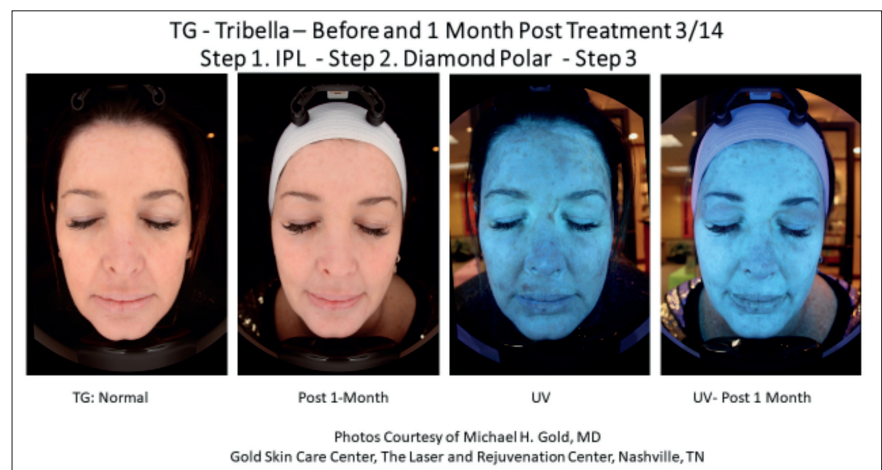 TG - Tribella – Before and 1 Month Post Treatment 3/14
Step 1. IPL - Step 2. Diamond Polar - Step 3
TG: Normal
Post 1-Month
UV
UV- Post 1 Month
Photos Courtesy of Michael H. Gold, MD
Gold Skin Care Center, The Laser and Rejuvenation Center, Nashville, TN